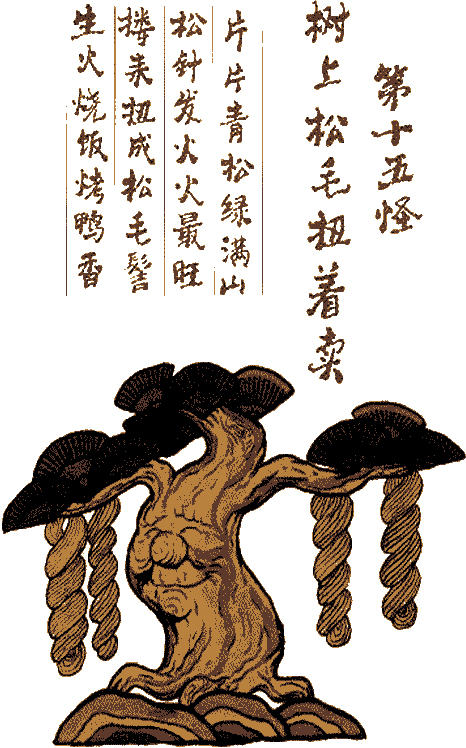 第十五怪
树上松毛扭着卖
片片青松绿满山
松针发火火最旺
搂来扭成松毛髻
生火烧饭烤鸭香